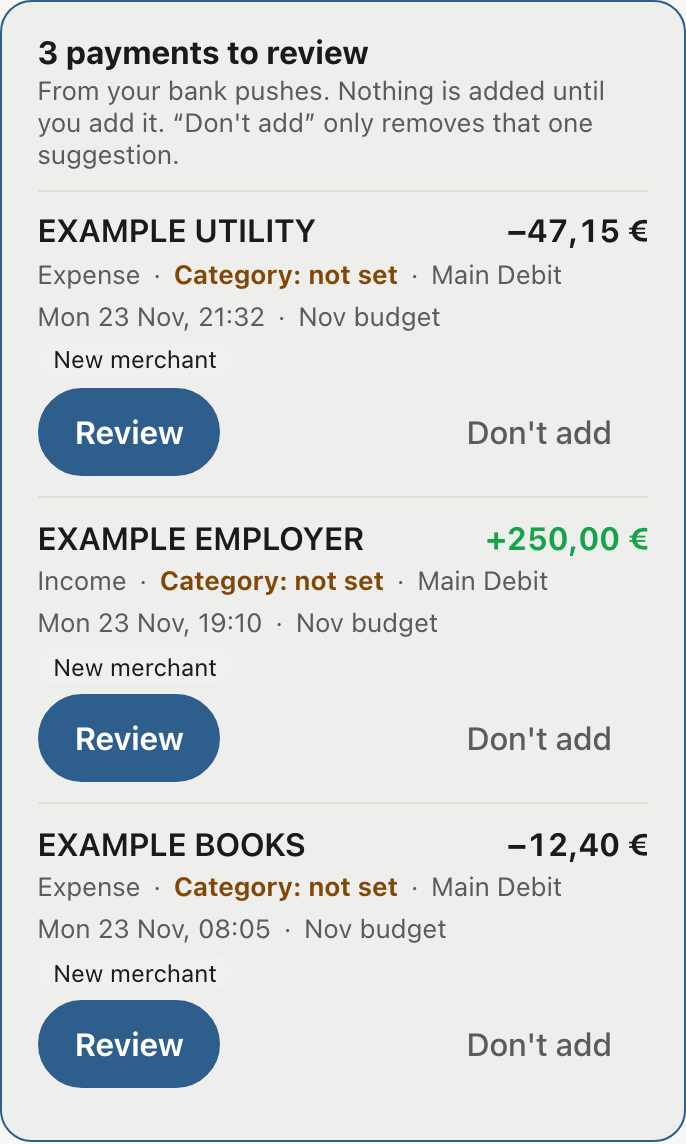 3 payments to review
From your bank pushes. Nothing is added until
you add it. “Don't add” only removes that one
suggestion.
EXAMPLE UTILITY −47,15 €
Expense · Category: not set · Main Debit
Mon 23 Nov, 21:32 · Nov budget
New merchant
Review Don't add
EXAMPLE EMPLOYER +250,00 €
Income · Category: not set · Main Debit
Mon 23 Nov, 19:10 · Nov budget
New merchant
Review Don't add
EXAMPLE BOOKS −12,40 €
Expense · Category: not set · Main Debit
Mon 23 Nov, 08:05 · Nov budget
New merchant
Review Don't add